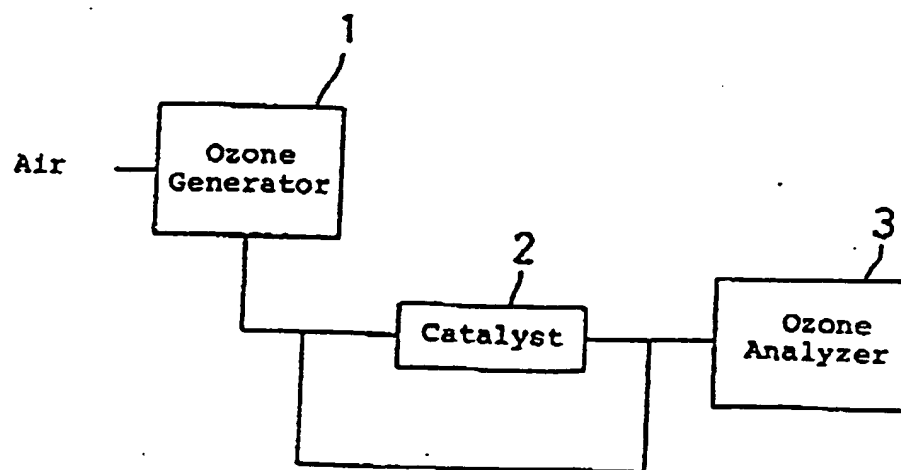 1
Air
Ozone
Generator
2
Catalyst
3
Ozone
Analyzer